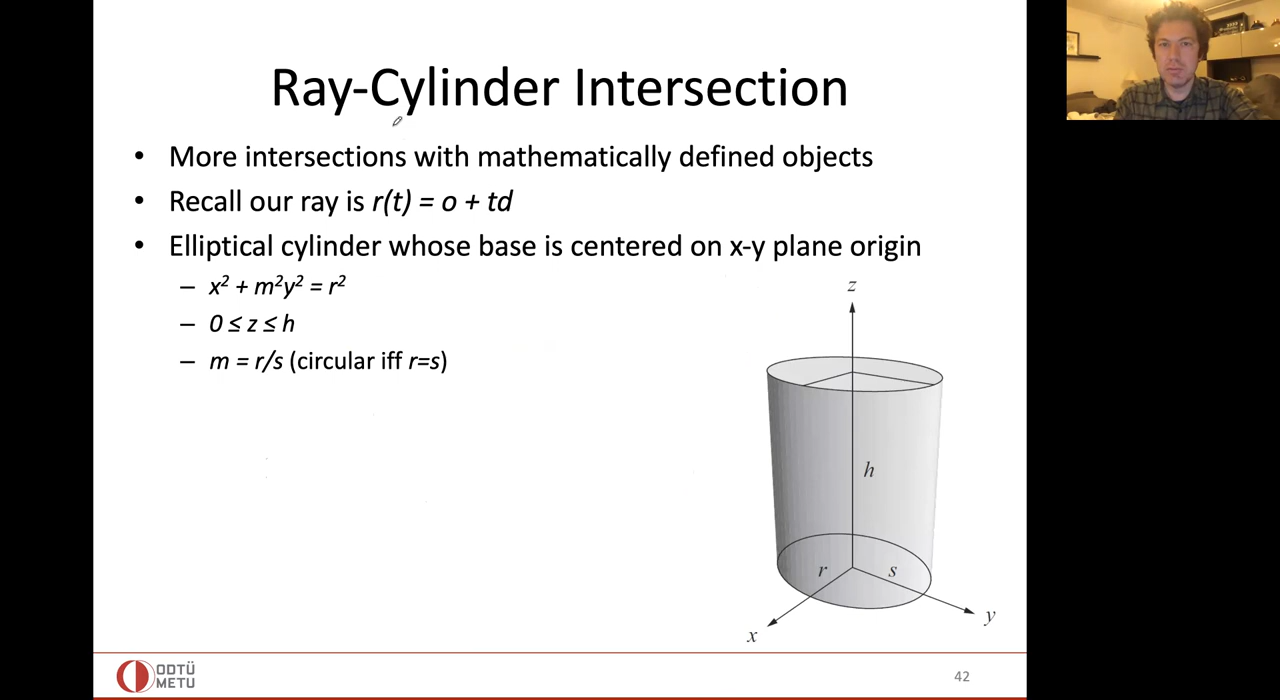 Ray-Cylinder Intersection
• More intersections with mathematically defined objects
• Recall our ray is r(t) = o + td
• Elliptical cylinder whose base is centered on x-y plane origin
– x² + m²y² = r²
– 0 ≤ z ≤ h
– m = r/s (circular iff r=s)
z
h
r
s
y
x
ODTÜ
METU
42